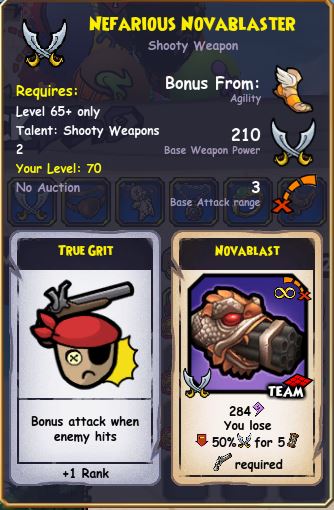 NEFARIOUS NOVABLASTER
Shooty Weapon
Bonus From:
Agility
Requires:
Level 65+ only
Talent: Shooty Weapons
2
Your Level: 70
No Auction
210
Base Weapon Power
3
Base Attack range
TRUE GRIT
Bonus attack when
enemy hits
+1 Rank
NOVABLAST
∞
TEAM
284
You lose
50% for 5
required